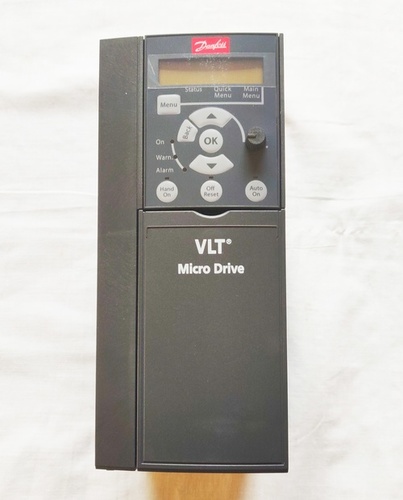 Danfoss
Status Quick Menu Main Menu
Menu
Back
OK
On
Warn.
Alarm
Hand On
Off Reset
Auto On
VLT®
Micro Drive